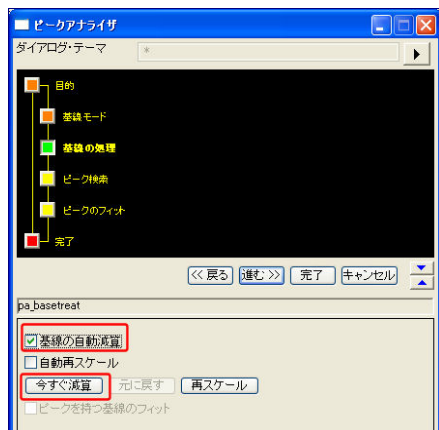 ピークアナライザ
ダイアログ・テーマ *
目的
基線モード
基線の処理
ピーク検索
ピークのフィット
完了
<< 戻る 進む >> 完了 キャンセル
pa_basetreat
基線の自動減算
自動再スケール
今すぐ減算 元に戻す 再スケール
ピークを持つ基線のフィット